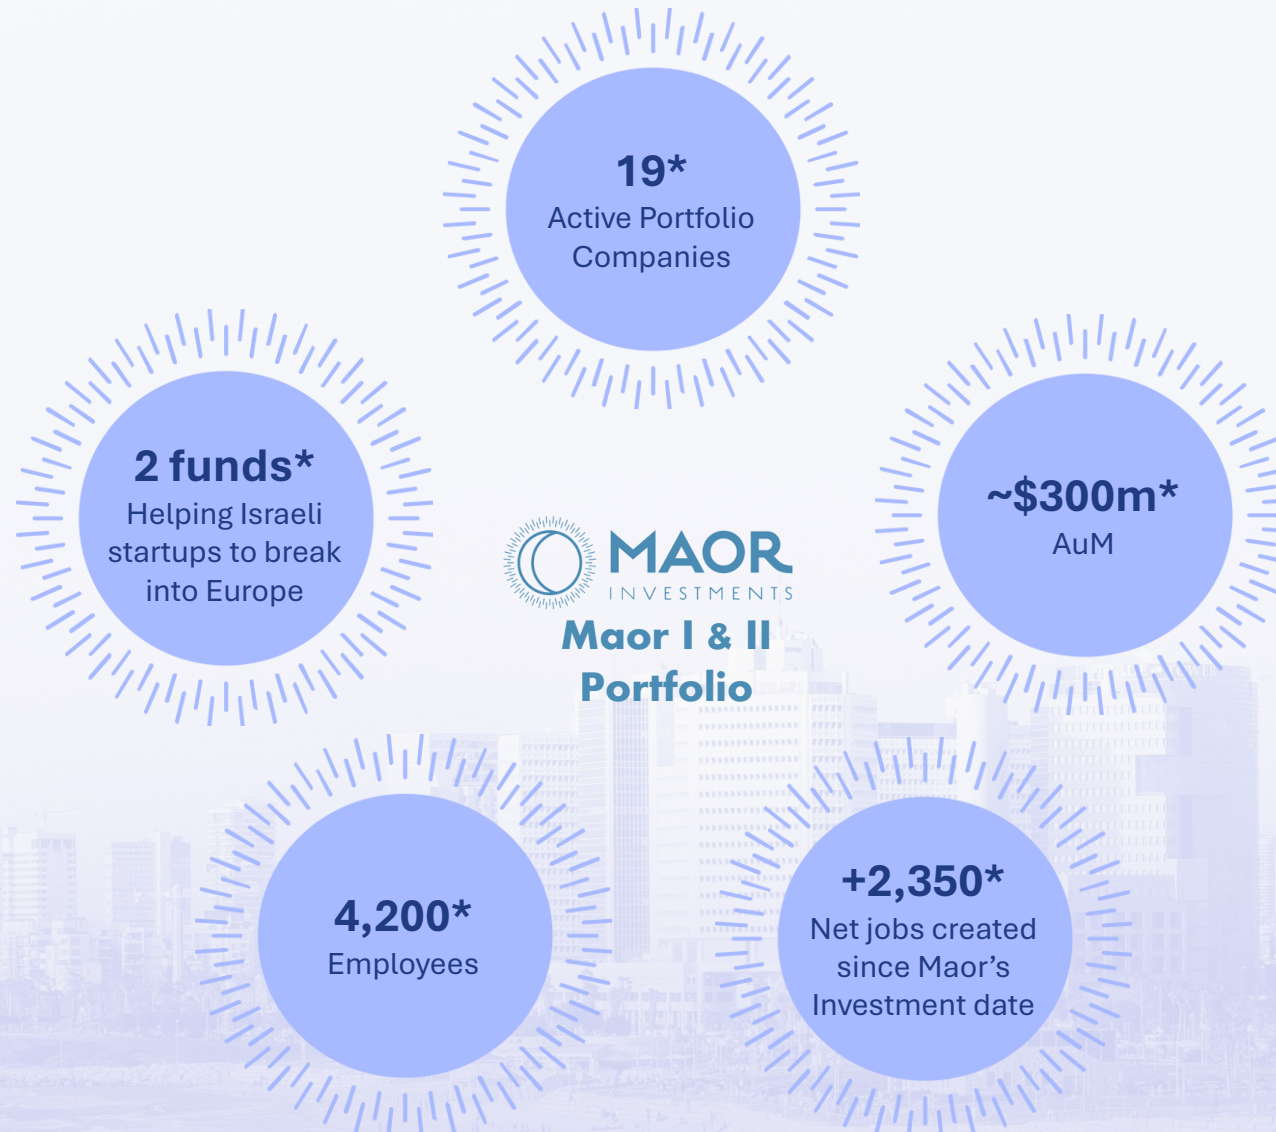 19*
Active Portfolio
Companies
2 funds*
Helping Israeli
startups to break
into Europe
~$300m*
AuM
MAOR
INVESTMENTS
Maor I & II
Portfolio
4,200*
Employees
+2,350*
Net jobs created
since Maor’s
Investment date